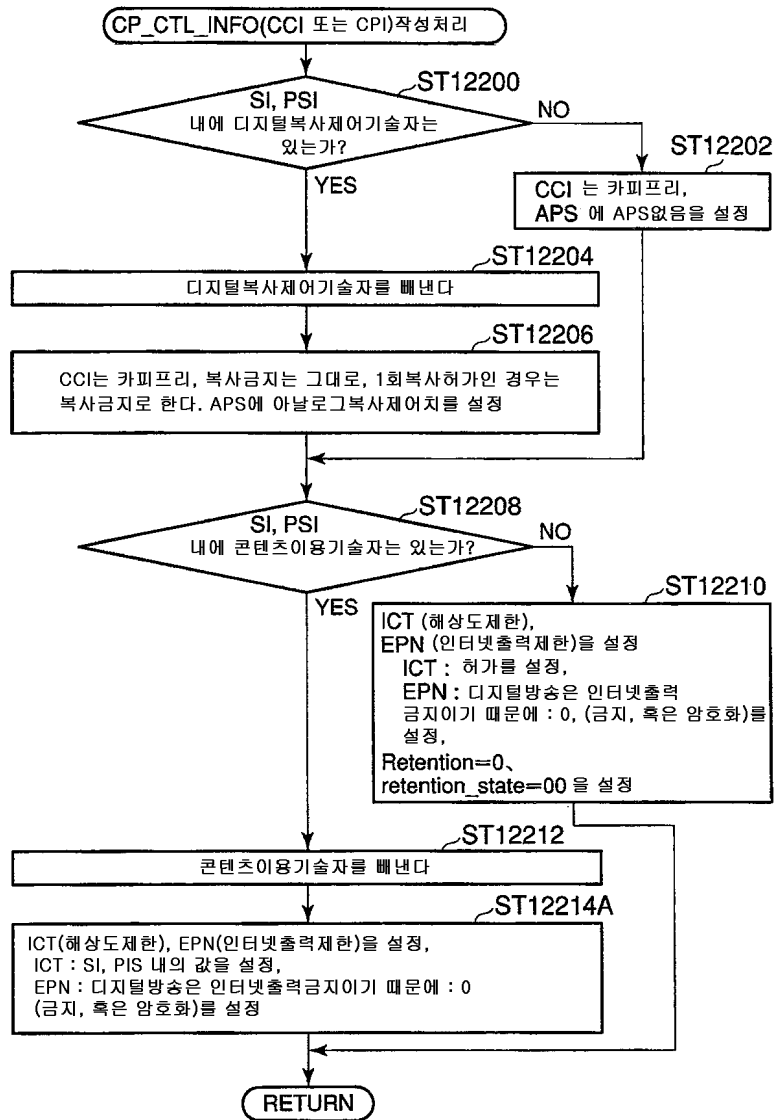 CP_CTL_INFO(CCI 또는 CPI)작성처리
ST12200
SI, PSI
내에 디지털복사제어기술자는
있는가?
NO
YES
ST12202
CCI 는 카피프리,
APS 에 APS없음을 설정
ST12204
디지털복사제어기술자를 빼낸다
ST12206
CCI는 카피프리, 복사금지는 그대로, 1회복사허가인 경우는
복사금지로 한다. APS에 아날로그복사제어치를 설정
ST12208
SI, PSI
내에 콘텐츠이용기술자는 있는가?
NO
YES
ST12210
ICT (해상도제한),
EPN (인터넷출력제한)을 설정
ICT : 허가를 설정,
EPN : 디지털방송은 인터넷출력
금지이기 때문에 : 0, (금지, 혹은 암호화)를
설정,
Retention=0、
retention_state=00 을 설정
ST12212
콘텐츠이용기술자를 빼낸다
ST12214A
ICT(해상도제한), EPN(인터넷출력제한)을 설정,
ICT : SI, PIS 내의 값을 설정,
EPN : 디지털방송은 인터넷출력금지이기 때문에 : 0
(금지, 혹은 암호화)를 설정
RETURN